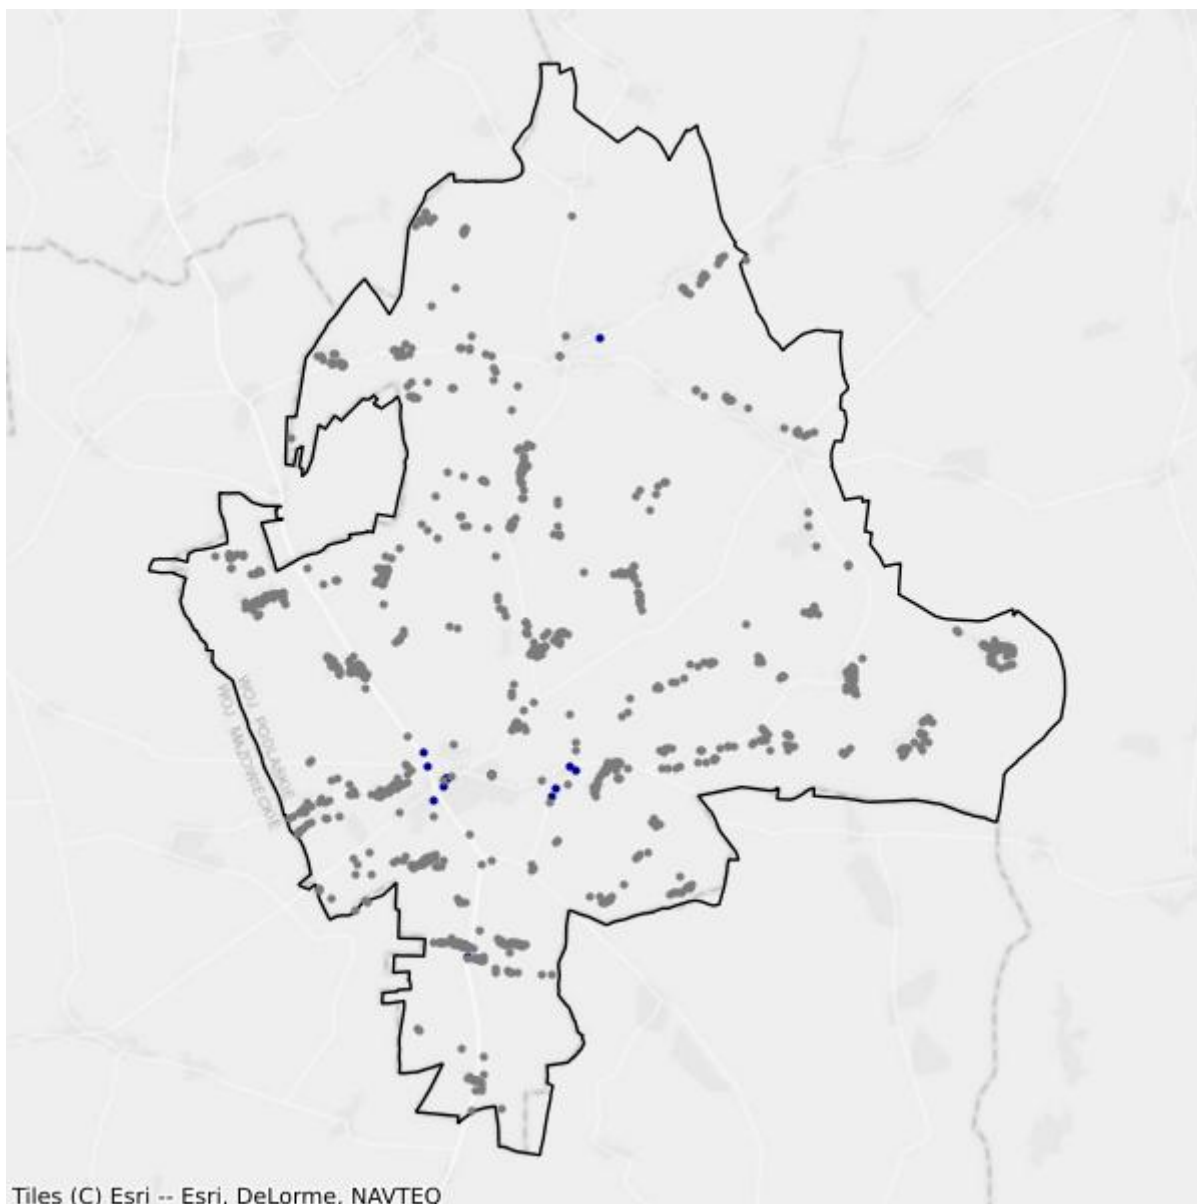 WOJ. PODLASKIE
WOJ. MAZOWIECKIE
Tiles (C) Esri -- Esri, DeLorme, NAVTEQ